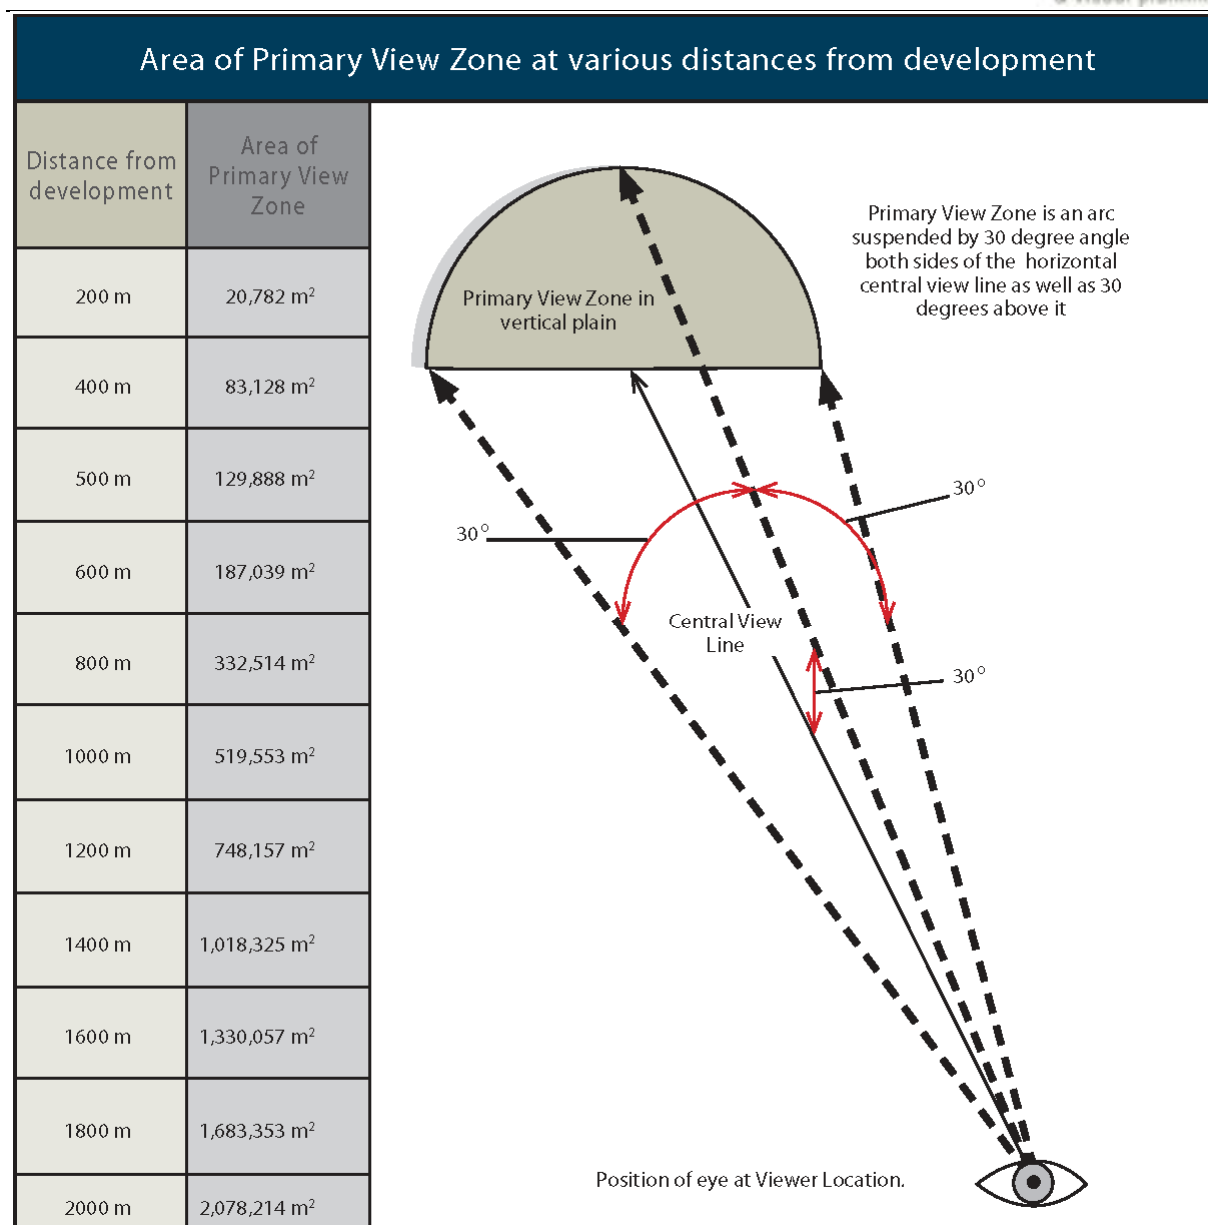 Area of Primary View Zone at various distances from development
Distance from
development
Area of
Primary View
Zone
200 m
20,782 m²
400 m
83,128 m²
500 m
129,888 m²
600 m
187,039 m²
800 m
332,514 m²
1000 m
519,553 m²
1200 m
748,157 m²
1400 m
1,018,325 m²
1600 m
1,330,057 m²
1800 m
1,683,353 m²
2000 m
2,078,214 m²
Primary View Zone is an arc
suspended by 30 degree angle
both sides of the horizontal
central view line as well as 30
degrees above it
Primary View Zone in
vertical plain
30°
30°
Central View
Line
30°
Position of eye at Viewer Location.